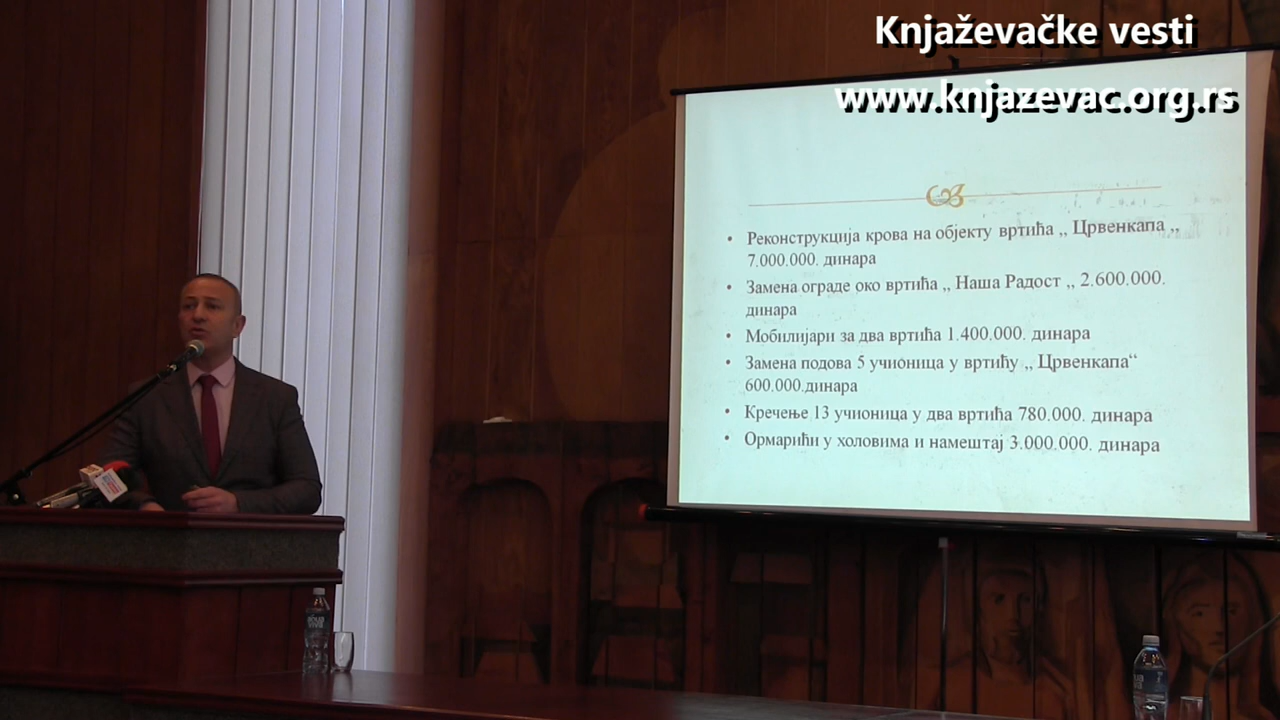 Knjaževačke vesti
www.knjazevac.org.rs
• Реконструкција крова на објекту вртића ,, Црвенкапа ,,
7.000.000. динара
• Замена ограде око вртића ,, Наша Радост ,, 2.600.000.
динара
• Мобилијари за два вртића 1.400.000. динара
• Замена подова 5 учионица у вртићу ,, Црвенкапа“
600.000.динара
• Кречење 13 учионица у два вртића 780.000. динара
• Ормарићи у холовима и намештај 3.000.000. динара